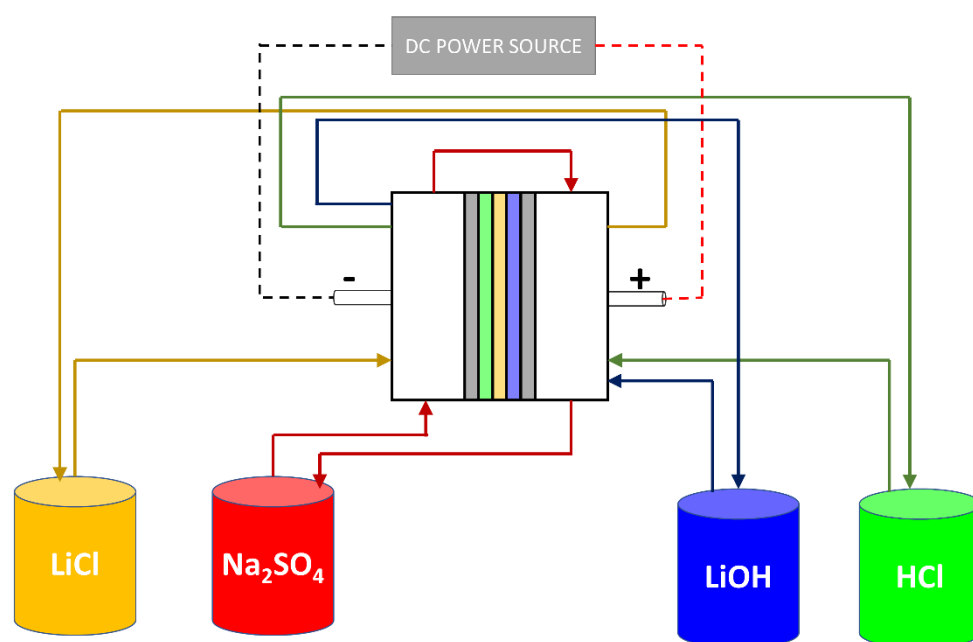 DC POWER SOURCE
- +
LiCl
Na₂SO₄
LiOH
HCl